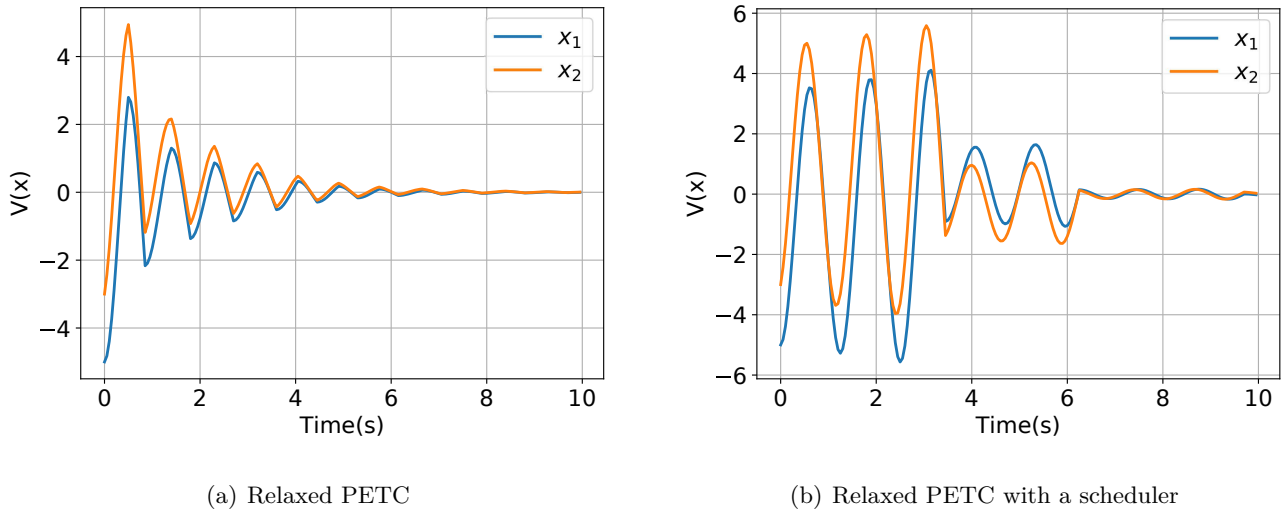 x₁
x₂
V(x)
4
2
0
−2
−4
0 2 4 6 8 10
Time(s)
(a) Relaxed PETC
x₁
x₂
V(x)
6
4
2
0
−2
−4
−6
0 2 4 6 8 10
Time(s)
(b) Relaxed PETC with a scheduler